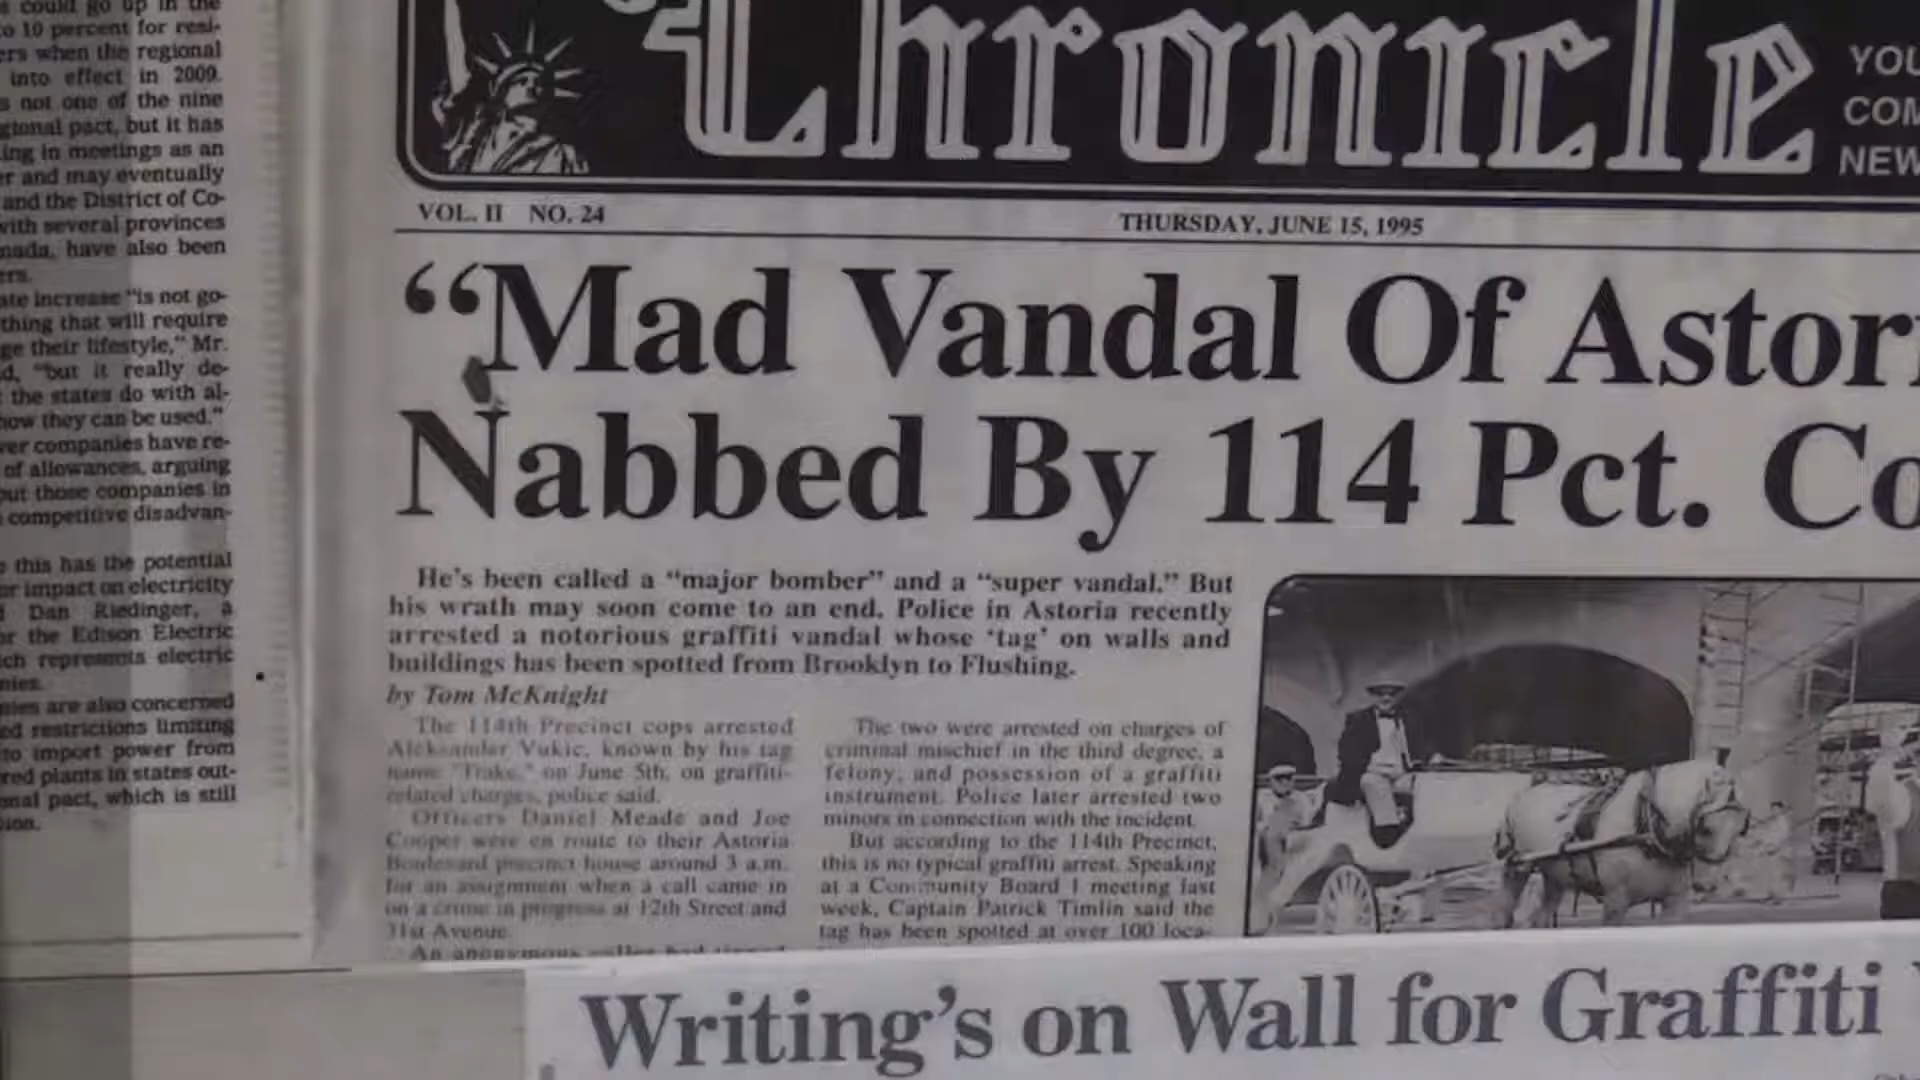 could go up in the
to 10 percent for resi-
ers when the regional
into effect in 2009.
s not one of the nine
gional pact, but it has
ing in meetings as an
er and may eventually
and the District of Co-
with several provinces
nada, have also been
ers.
ate increase "is not go-
thing that will require
ge their lifestyle," Mr.
d, "but it really de-
the states do with al-
how they can be used."
ver companies have re-
of allowances, arguing
out those companies in
competitive disadvan-
this has the potential
or impact on electricity
Dan Riedinger, a
or the Edison Electric
ich represents electric
nies.
nies are also concerned
ed restrictions limiting
to import power from
red plants in states out-
onal pact, which is still
sion.
Chronicle
YOU
COM
NEW
VOL. II NO. 24
THURSDAY, JUNE 15, 1995
“Mad Vandal Of Astori
Nabbed By 114 Pct. Co
He's been called a “major bomber” and a “super vandal.” But
his wrath may soon come to an end. Police in Astoria recently
arrested a notorious graffiti vandal whose ‘tag’ on walls and
buildings has been spotted from Brooklyn to Flushing.
by Tom McKnight
The 114th Precinct cops arrested
Aleksander Vukic, known by his tag
name on June 5th, on graffiti-
related charges, police said.
Officers Daniel Meade and Joe
Cooper were en route to their Astoria
Boulevard precinct house around 3 a.m.
for an assignment when a call came in
on a crime in progress at 12th Street and
31st Avenue.
An anonymous caller had tipped
The two were arrested on charges of
criminal mischief in the third degree, a
felony, and possession of a graffiti
instrument. Police later arrested two
minors in connection with the incident.
But according to the 114th Precinct,
this is no typical graffiti arrest. Speaking
at a Community Board 1 meeting last
week, Captain Patrick Timlin said the
tag has been spotted at over 100 loca-
Writing's on Wall for Graffiti